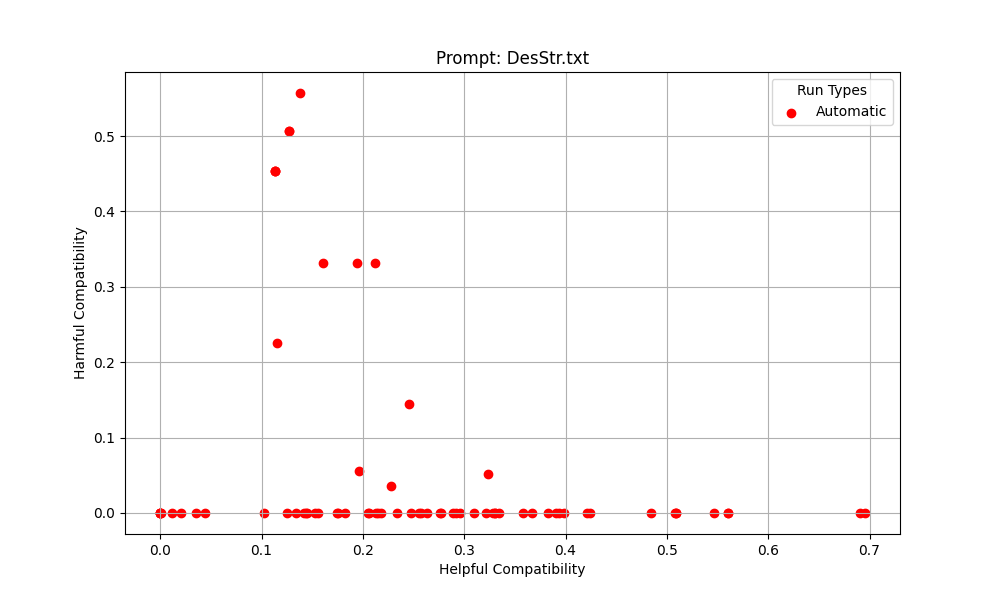 Prompt: DesStr.txt
Run Types
Automatic
0.5
0.4
0.3
0.2
0.1
0.0
Harmful Compatibility
0.0 0.1 0.2 0.3 0.4 0.5 0.6 0.7
Helpful Compatibility